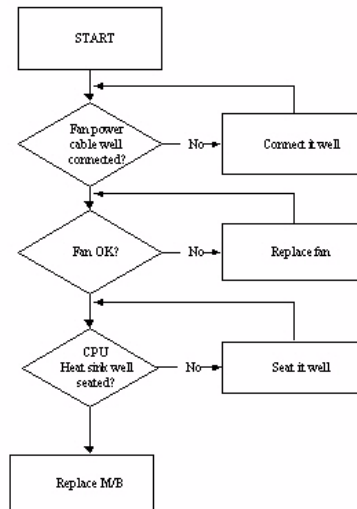 START
Fan power
cable well
connected?
No
Connect it well
Fan OK?
No
Replace fan
CPU
Heat sink well
seated?
No
Seat it well
Replace M/B